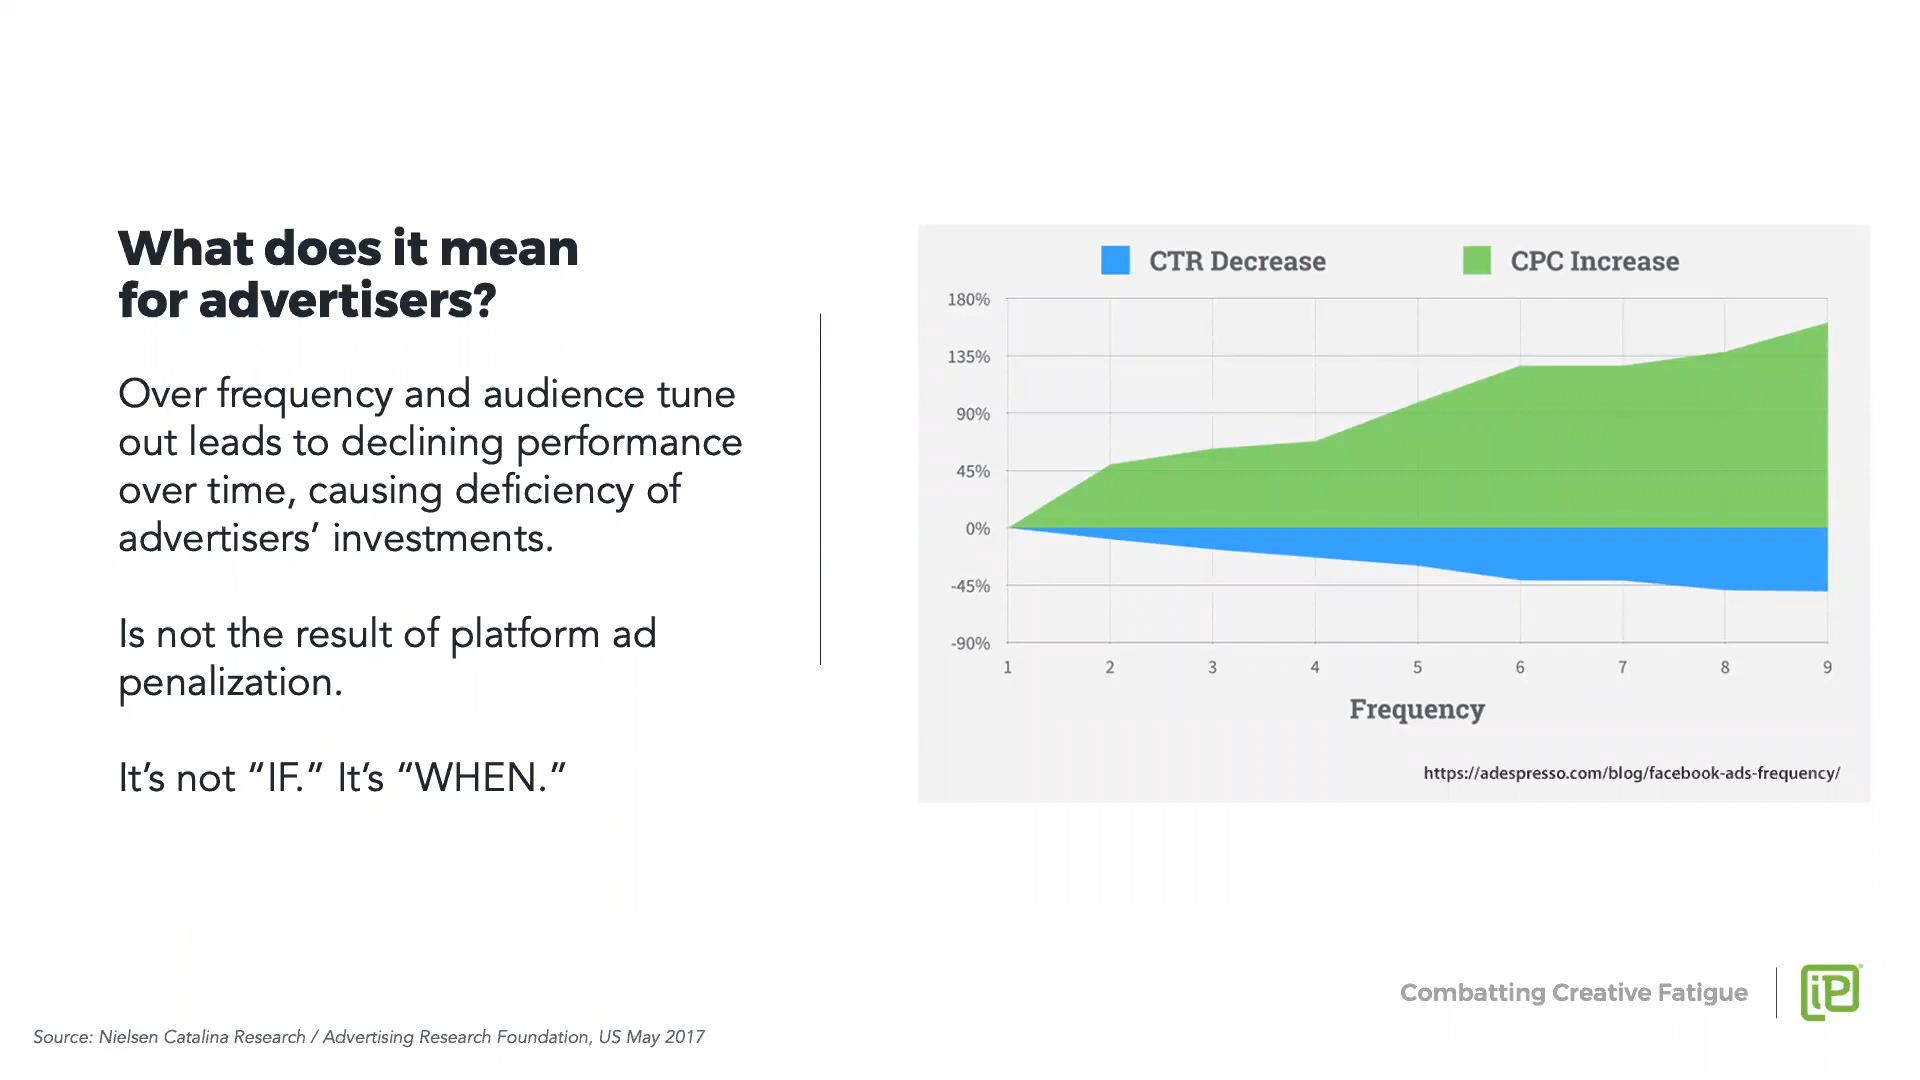 What does it mean
for advertisers?
Over frequency and audience tune
out leads to declining performance
over time, causing deficiency of
advertisers’ investments.
Is not the result of platform ad
penalization.
It’s not “IF.” It’s “WHEN.”
CTR Decrease
CPC Increase
180%
135%
90%
45%
0%
-45%
-90%
1 2 3 4 5 6 7 8 9
Frequency
https://adespresso.com/blog/facebook-ads-frequency/
Combatting Creative Fatigue
iP
Source: Nielsen Catalina Research / Advertising Research Foundation, US May 2017